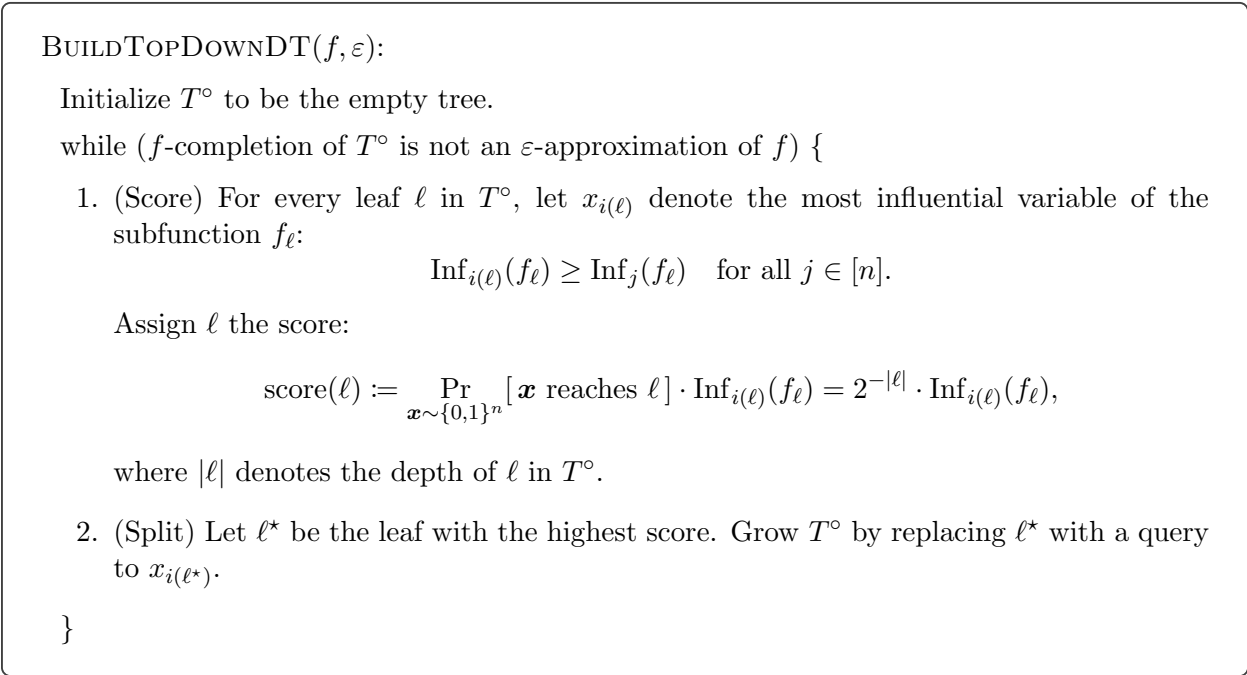 BUILDTOPDOWNDT(f, ε):
Initialize T° to be the empty tree.
while (f-completion of T° is not an ε-approximation of f) {
1. (Score) For every leaf ℓ in T°, let x_{i(ℓ)} denote the most influential variable of the
subfunction f_ℓ:
Inf_{i(ℓ)}(f_ℓ) ≥ Inf_j(f_ℓ) for all j ∈ [n].
Assign ℓ the score:
score(ℓ) := Pr_{x∼{0,1}^n}[ x reaches ℓ ] · Inf_{i(ℓ)}(f_ℓ) = 2^{−|ℓ|} · Inf_{i(ℓ)}(f_ℓ),
where |ℓ| denotes the depth of ℓ in T°.
2. (Split) Let ℓ⋆ be the leaf with the highest score. Grow T° by replacing ℓ⋆ with a query
to x_{i(ℓ⋆)}.
}